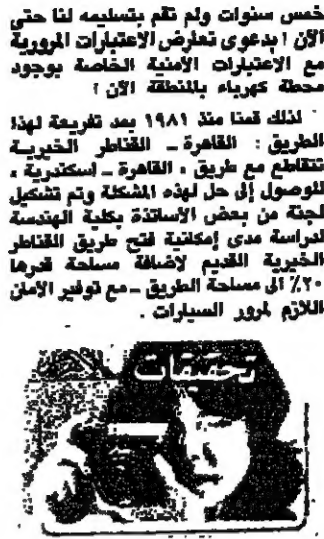 خمس سنوات ولم تقم بتسليمه لنا حتى
الآن ! بدعوى تعارض الاعتبارات المرورية
مع الاعتبارات الأمنية الخاصة بوجود
محطة كهرباء بالمنطقة الآن !
لذلك قمنا منذ ١٩٨١ بعد تفريعة لهذا
الطريق : القاهرة ـ القناطر الخيرية
تتقاطع مع طريق ، القاهرة ـ إسكندرية ،
للوصول إلى حل لهذه المشكلة وتم تشكيل
لجنة من بعض الأساتذة بكلية الهندسة
لدراسة مدى إمكانية فتح طريق القناطر
الخيرية القديم لاضافة مساحة قدرها
٢٠٪ الى مساحة الطريق ـ مع توفير الأمان
اللازم لمرور السيارات .
تحقيقات